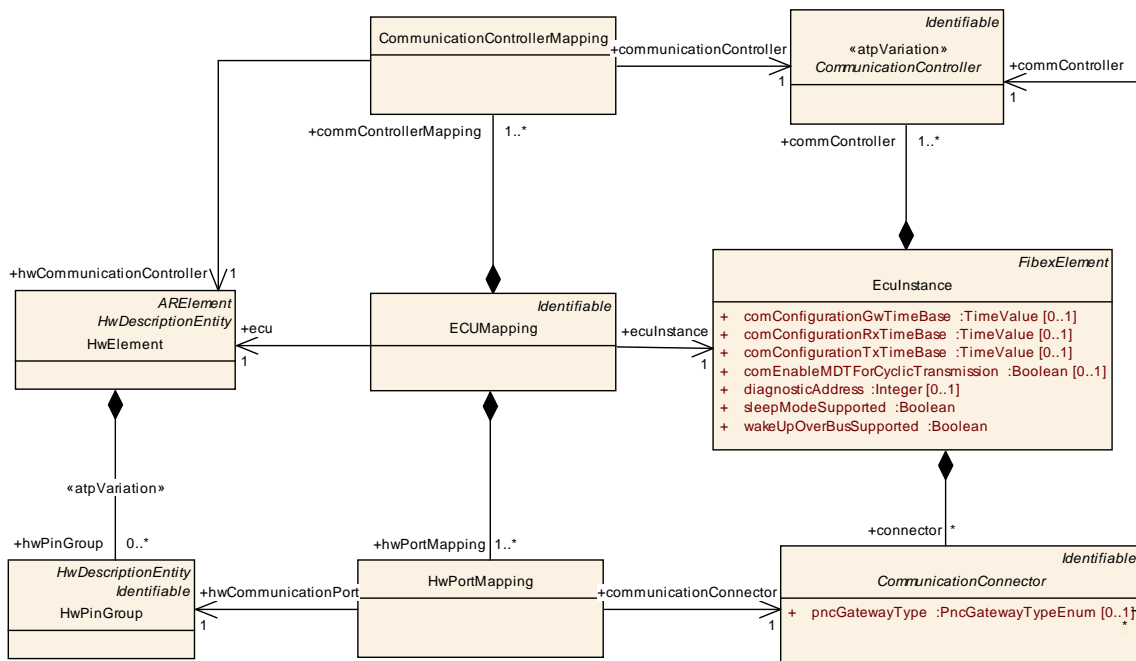 Identifiable
CommunicationControllerMapping
+communicationController
«atpVariation»
CommunicationController
+commController
1
1
+commControllerMapping
1..*
+commController
1..*
+hwCommunicationController
1
FibexElement
EcuInstance
ARElement
HwDescriptionEntity
HwElement
+ecu
1
Identifiable
ECUMapping
+ecuInstance
1
+ comConfigurationGwTimeBase :TimeValue [0..1]
+ comConfigurationRxTimeBase :TimeValue [0..1]
+ comConfigurationTxTimeBase :TimeValue [0..1]
+ comEnableMDTForCyclicTransmission :Boolean [0..1]
+ diagnosticAddress :Integer [0..1]
+ sleepModeSupported :Boolean
+ wakeUpOverBusSupported :Boolean
«atpVariation»
+hwPinGroup 0..*
+hwPortMapping 1..*
+connector *
HwDescriptionEntity
Identifiable
HwPinGroup
+hwCommunicationPort
1
HwPortMapping
+communicationConnector
1
Identifiable
CommunicationConnector
+ pncGatewayType :PncGatewayTypeEnum [0..1]
*